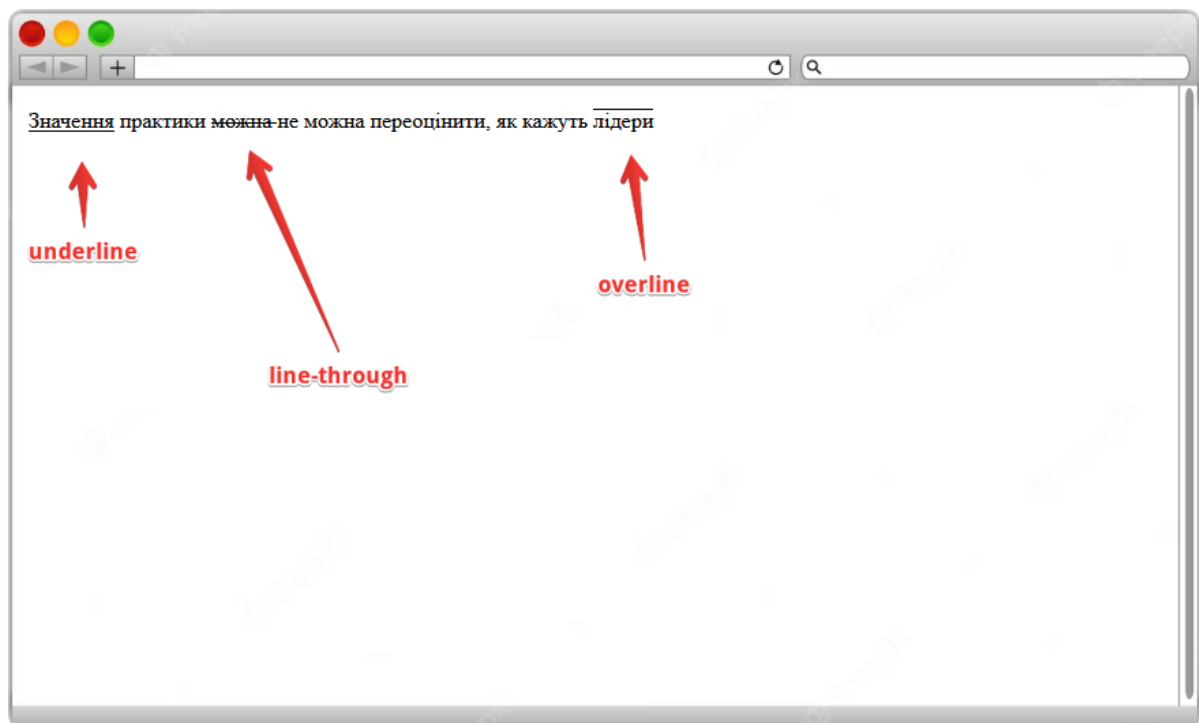 Значення практики можна не можна переоцінити, як кажуть лідери
underline
overline
line-through